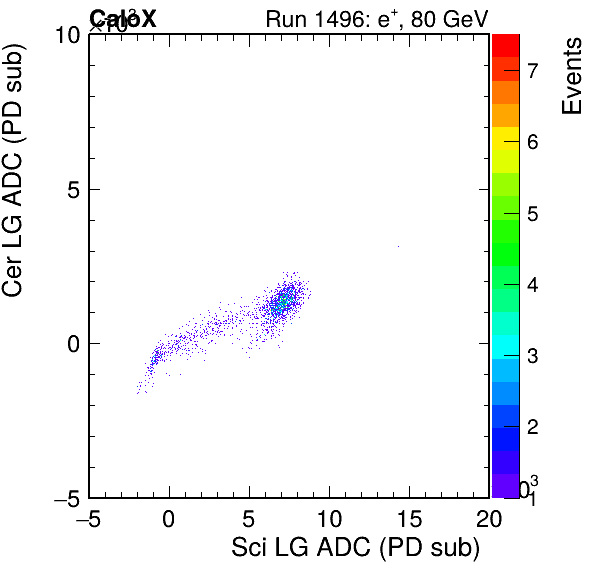 CaloX
×10³
Run 1496: e⁺, 80 GeV
Cer LG ADC (PD sub)
10
5
0
−5
−5 0 5 10 15 20
Sci LG ADC (PD sub)
Events
7
6
5
4
3
2
1